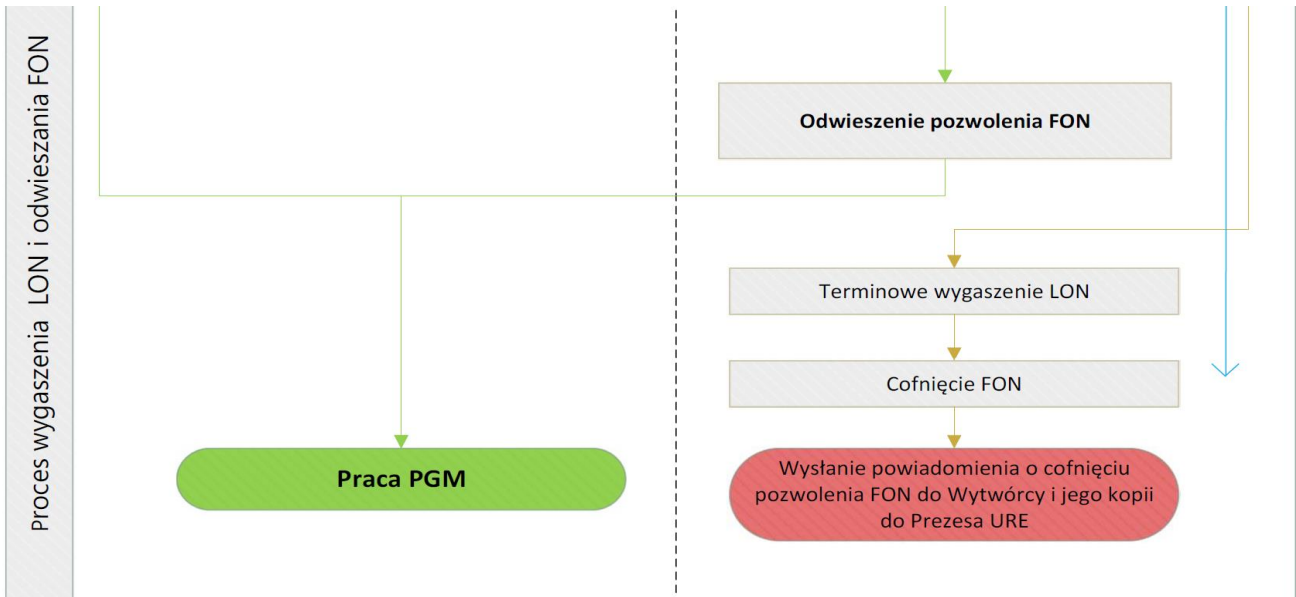 Proces wygaszenia LON i odwieszania FON
Odwieszenie pozwolenia FON
Terminowe wygaszenie LON
Cofnięcie FON
Praca PGM
Wysłanie powiadomienia o cofnięciu
pozwolenia FON do Wytwórcy i jego kopii
do Prezesa URE